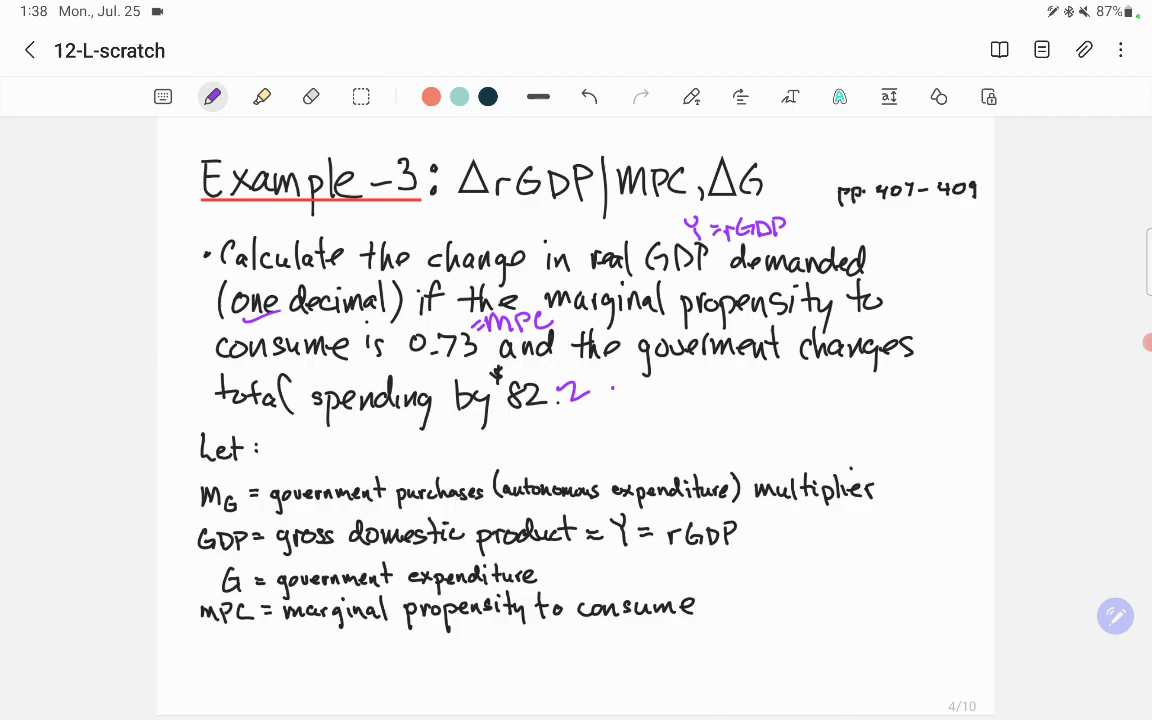 1:38 Mon., Jul. 25
87%
12-L-scratch
Example-3: ΔrGDP|MPC, ΔG
pp. 407-409
Y = rGDP
• Calculate the change in real GDP demanded
(one decimal) if the marginal propensity to
= MPC
consume is 0.73 and the goverment changes
total spending by $82.2
Let:
MG = government purchases (autonomous expenditure) multiplier
GDP = gross domestic product = Y = rGDP
G = government expenditure
MPC = marginal propensity to consume
4/10